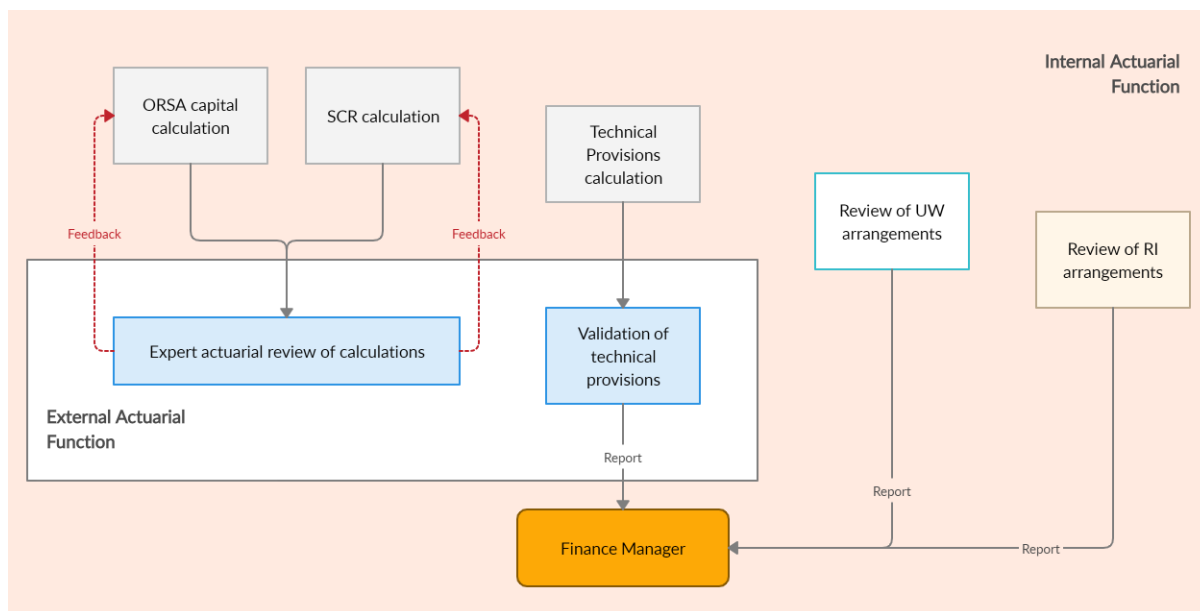 Internal Actuarial
Function
ORSA capital
calculation
SCR calculation
Technical
Provisions
calculation
Review of UW
arrangements
Review of RI
arrangements
Feedback
Feedback
Expert actuarial review of calculations
Validation of
technical
provisions
External Actuarial
Function
Report
Report
Finance Manager
Report